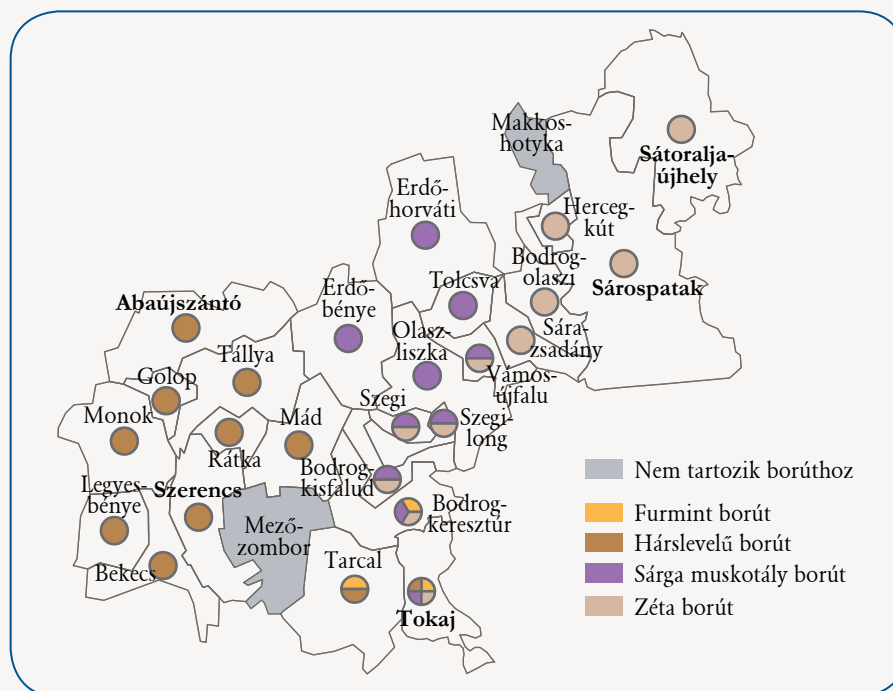 Makkos-
hotyka
Sátoralja-
újhely
Erdő-
horváti
Herceg-
kút
Bodrog-
olaszi
Sárospatak
Tolcsva
Erdő-
bénye
Abaújszántó
Olasz-
liszka
Sára-
zsadány
Tállya
Golop
Vámos-
újfalu
Szegi
Szegi-
long
Monok
Mád
Rátka
Bodrog-
kisfalud
Legyes-
bénye
Szerencs
Bodrog-
keresztúr
Mező-
zombor
Bekecs
Tarcal
Tokaj
Nem tartozik borúthoz
Furmint borút
Hárslevelű borút
Sárga muskotály borút
Zéta borút